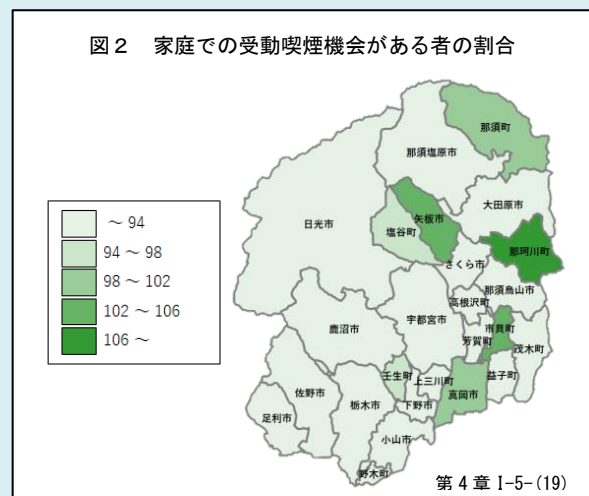 図２　家庭での受動喫煙機会がある者の割合
～ 94
94 ～ 98
98 ～ 102
102 ～ 106
106 ～
那須町
那須塩原市
大田原市
矢板市
日光市
塩谷町
那珂川町
さくら市
那須烏山市
高根沢町
宇都宮市
市貝町
鹿沼市
芳賀町
茂木町
壬生町
上三川町
益子町
佐野市
真岡市
栃木市
下野市
足利市
小山市
野木町
第４章Ⅰ-5-(19)